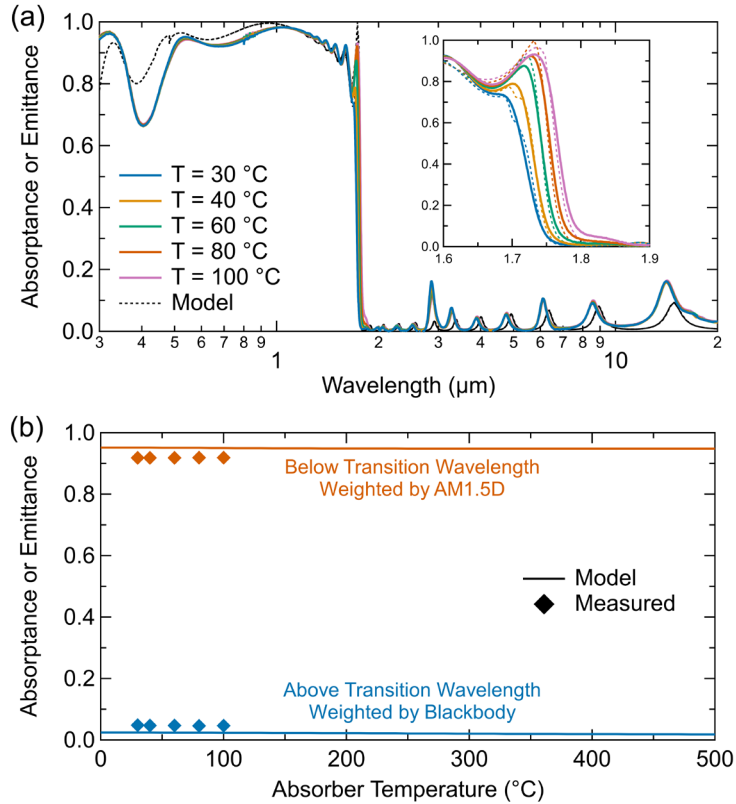 (a)
1.0
0.8
0.6
0.4
0.2
0.0
Absorptance or Emittance
T = 30 °C
T = 40 °C
T = 60 °C
T = 80 °C
T = 100 °C
Model
1.0
0.8
0.6
0.4
0.2
0.0
1.6 1.7 1.8 1.9
3 4 5 6 7 8 9 2 3 4 5 6 7 8 9 2
1 10
Wavelength (μm)
(b)
1.0
0.8
0.6
0.4
0.2
0.0
Absorptance or Emittance
Below Transition Wavelength
Weighted by AM1.5D
Model
Measured
Above Transition Wavelength
Weighted by Blackbody
0 100 200 300 400 500
Absorber Temperature (°C)